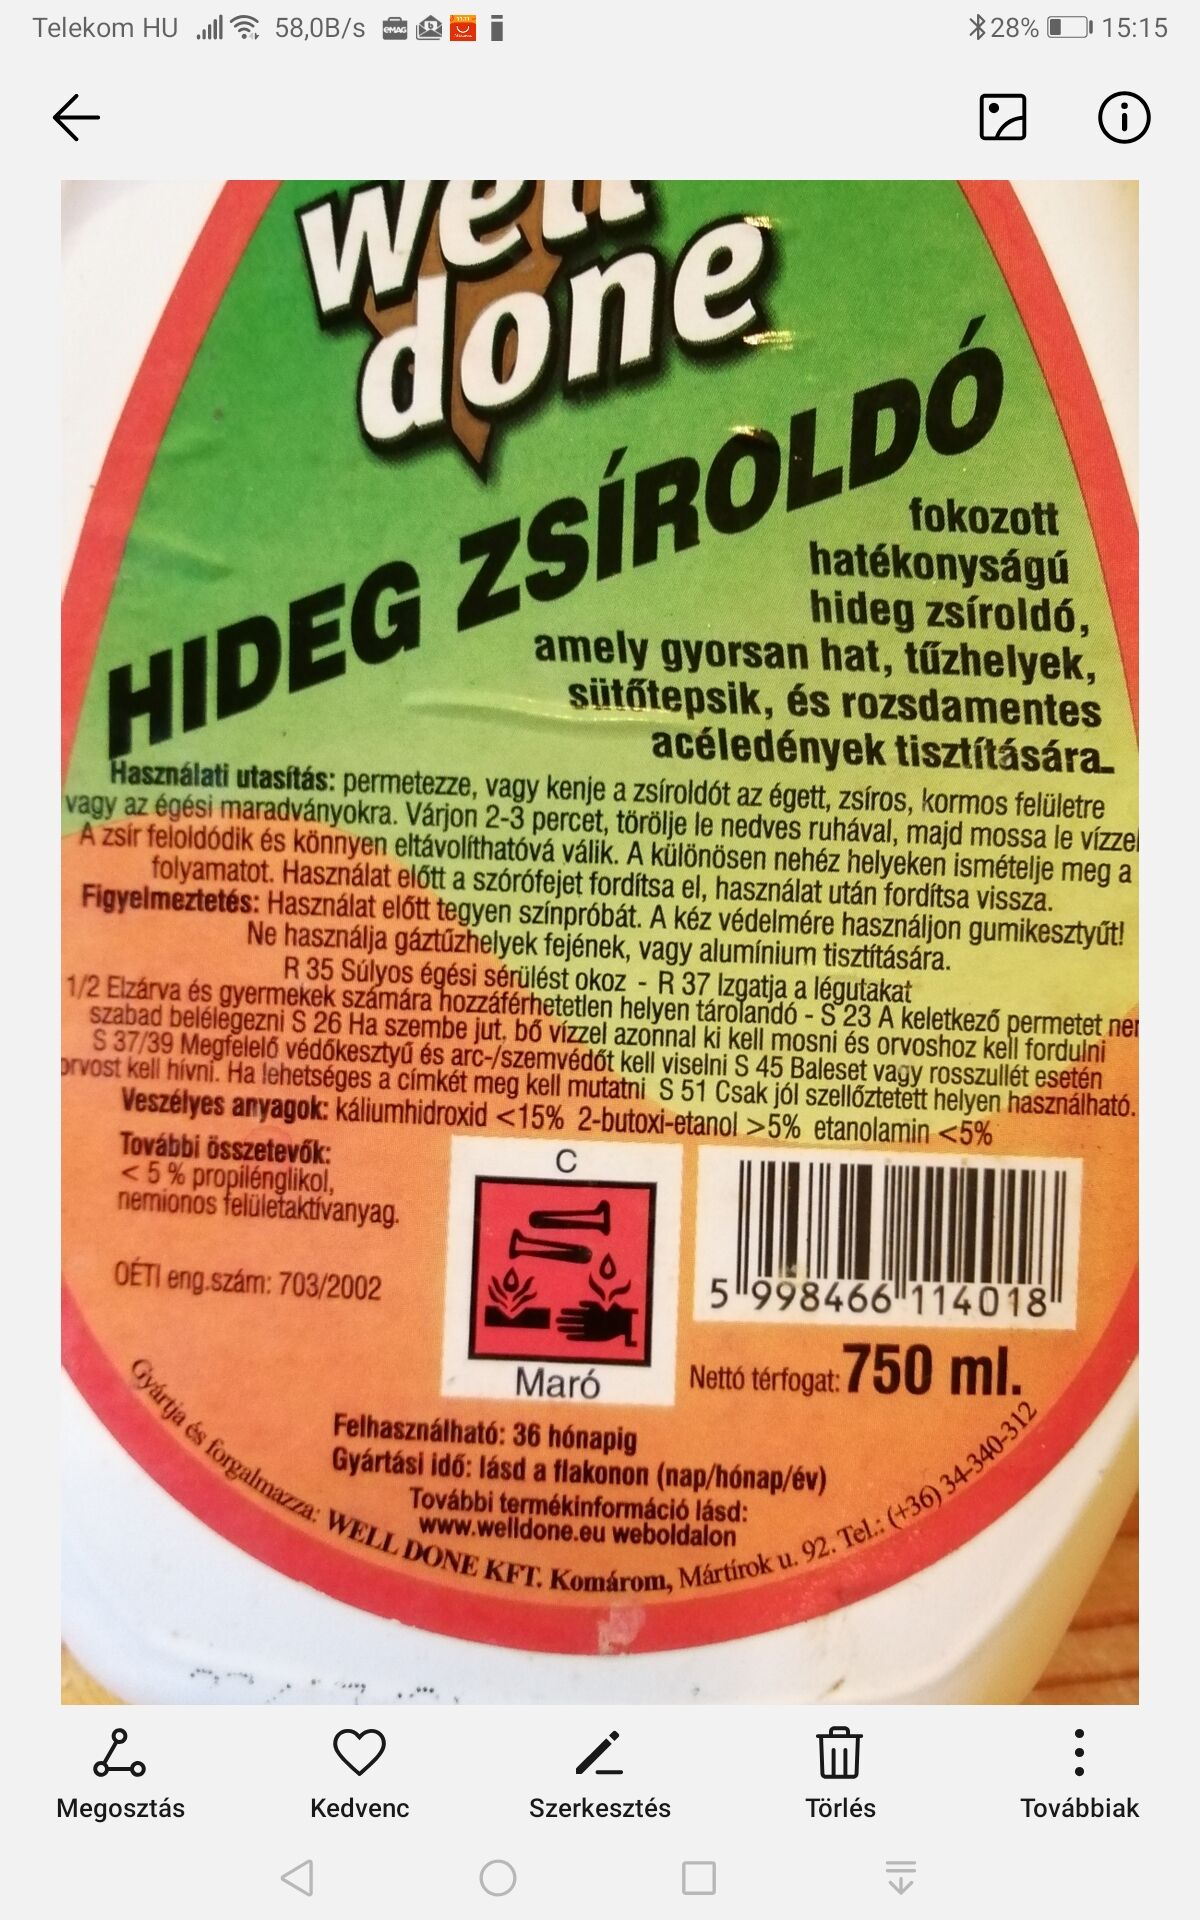 Telekom HU 58,0B/s 28% 15:15
well
done
HIDEG ZSÍROLDÓ
fokozott
hatékonyságú
hideg zsíroldó,
amely gyorsan hat, tűzhelyek,
sütőtepsik, és rozsdamentes
acéledények tisztítására.
Használati utasítás: permetezze, vagy kenje a zsíroldót az égett, zsíros, kormos felületre
vagy az égési maradványokra. Várjon 2-3 percet, törölje le nedves ruhával, majd mossa le vízzel
A zsír feloldódik és könnyen eltávolíthatóvá válik. A különösen nehéz helyeken ismételje meg a
folyamatot. Használat előtt a szórófejet fordítsa el, használat után fordítsa vissza.
Figyelmeztetés: Használat előtt tegyen színpróbát. A kéz védelmére használjon gumikesztyűt!
Ne használja gáztűzhelyek fejének, vagy alumínium tisztítására.
R 35 Súlyos égési sérülést okoz - R 37 Izgatja a légutakat
1/2 Elzárva és gyermekek számára hozzáférhetetlen helyen tárolandó - S 23 A keletkező permetet
szabad belélegezni S 26 Ha szembe jut, bő vízzel azonnal ki kell mosni és orvoshoz kell fordulni
S 37/39 Megfelelő védőkesztyű és arc-/szemvédőt kell viselni S 45 Baleset vagy rosszullét esetén
orvost kell hívni. Ha lehetséges a címkét meg kell mutatni S 51 Csak jól szellőztetett helyen használható.
Veszélyes anyagok: káliumhidroxid <15% 2-butoxi-etanol >5% etanolamin <5%
További összetevők:
< 5 % propilénglikol,
nemionos felületaktívanyag.
OÉTI eng.szám: 703/2002
C
Maró
5 998466 114018
Nettó térfogat: 750 ml.
Felhasználható: 36 hónapig
Gyártási idő: lásd a flakonon (nap/hónap/év)
További termékinformáció lásd:
www.welldone.eu weboldalon
Gyártja és forgalmazza: WELL DONE KFT. Komárom, Mártírok u. 92. Tel.: (+36) 34-340-312
Megosztás Kedvenc Szerkesztés Törlés Továbbiak